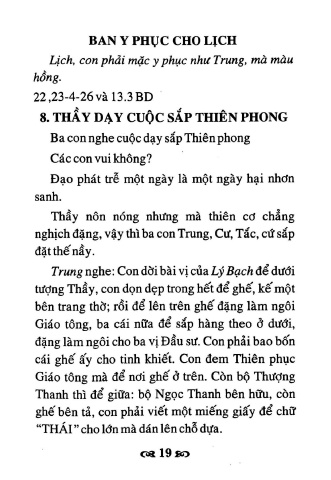 BAN Y PHỤC CHO LỊCH
Lịch, con phải mặc y phục như Trung, mà màu
hồng.
22 ,23-4-26 và 13.3 BD
8. THẦY DẠY CUỘC SẮP THIÊN PHONG
Ba con nghe cuộc dạy sắp Thiên phong
Các con vui không?
Đạo phát trễ một ngày là một ngày hại nhơn
sanh.
Thầy nôn nóng nhưng mà thiên cơ chẳng
nghịch đặng, vậy thì ba con Trung, Cư, Tắc, cứ sắp
đặt thế nầy.
Trung nghe: Con dời bài vị của Lý Bạch để dưới
tượng Thầy, con dọn dẹp trong hết để ghế, kế một
bên trang thờ; rồi để lên trên ghế đặng làm ngôi
Giáo tông, ba cái nữa để sắp hàng theo ở dưới,
đặng làm ngôi cho ba vị Đầu sư. Con phải bao bốn
cái ghế ấy cho tinh khiết. Con đem Thiên phục
Giáo tông mà để nơi ghế ở trên. Còn bộ Thượng
Thanh thì để giữa: bộ Ngọc Thanh bên hữu, còn
ghế bên tả, con phải viết một miếng giấy để chữ
“THÁI” cho lớn mà dán lên chỗ dựa.
19